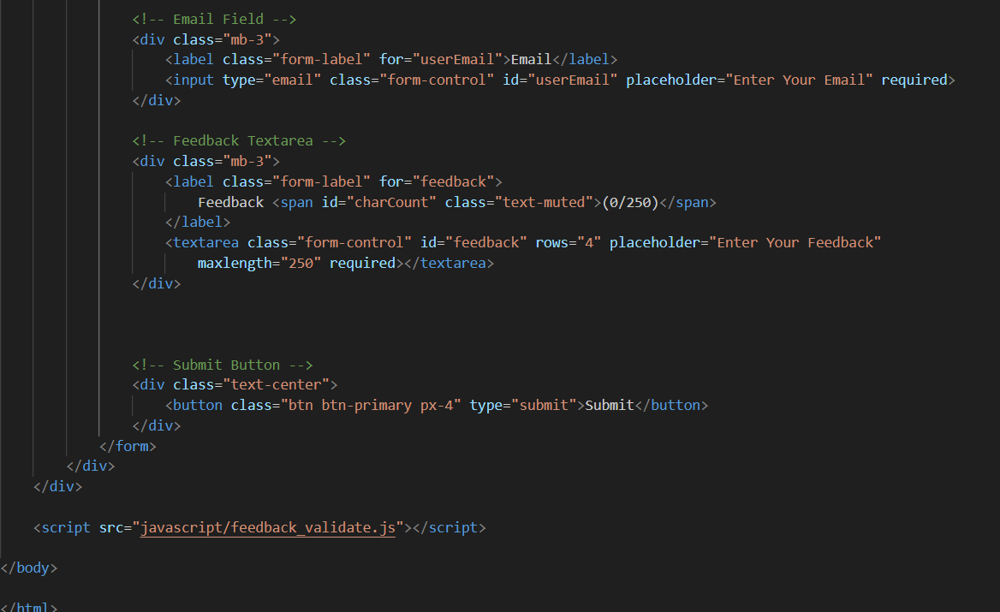 <!-- Email Field -->
<div class="mb-3">
<label class="form-label" for="userEmail">Email</label>
<input type="email" class="form-control" id="userEmail" placeholder="Enter Your Email" required>
</div>
<!-- Feedback Textarea -->
<div class="mb-3">
<label class="form-label" for="feedback">
Feedback <span id="charCount" class="text-muted">(0/250)</span>
</label>
<textarea class="form-control" id="feedback" rows="4" placeholder="Enter Your Feedback"
maxlength="250" required></textarea>
</div>
<!-- Submit Button -->
<div class="text-center">
<button class="btn btn-primary px-4" type="submit">Submit</button>
</div>
</form>
</div>
</div>
<script src="javascript/feedback_validate.js"></script>
</body>
</html>